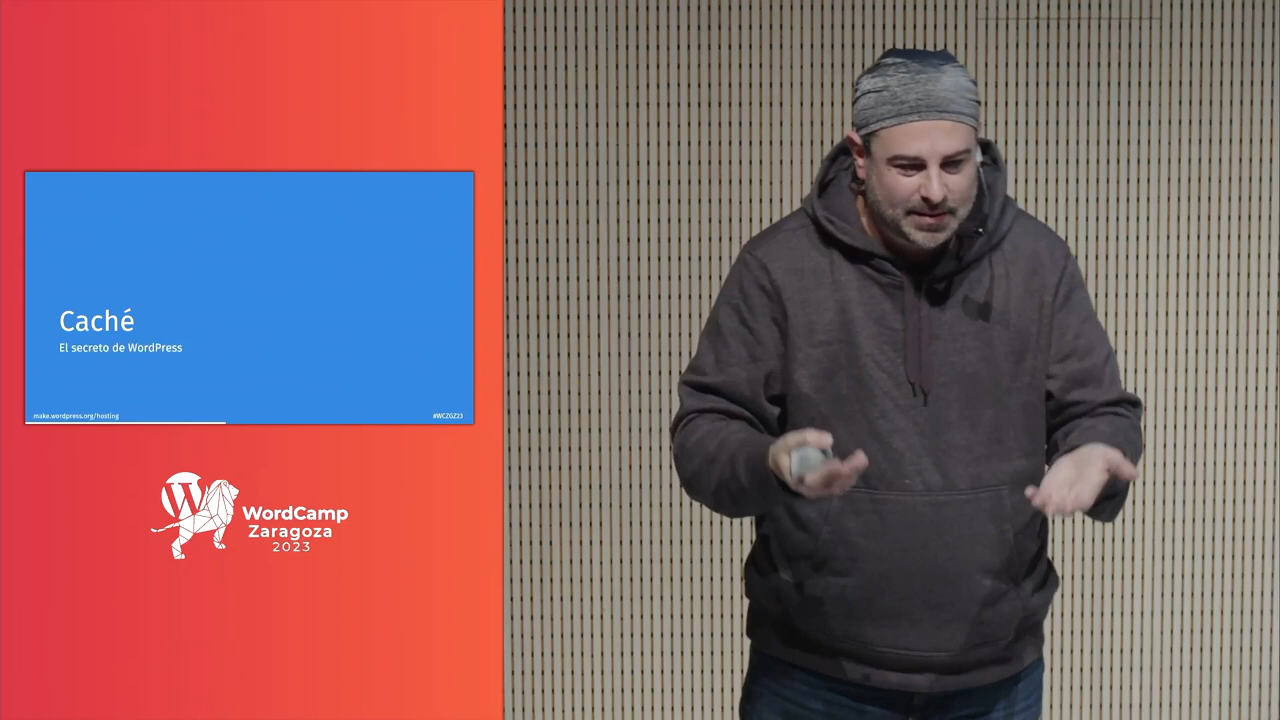 Caché
El secreto de WordPress
make.wordpress.org/hosting
#WCZGZ23
WordCamp
Zaragoza
2023